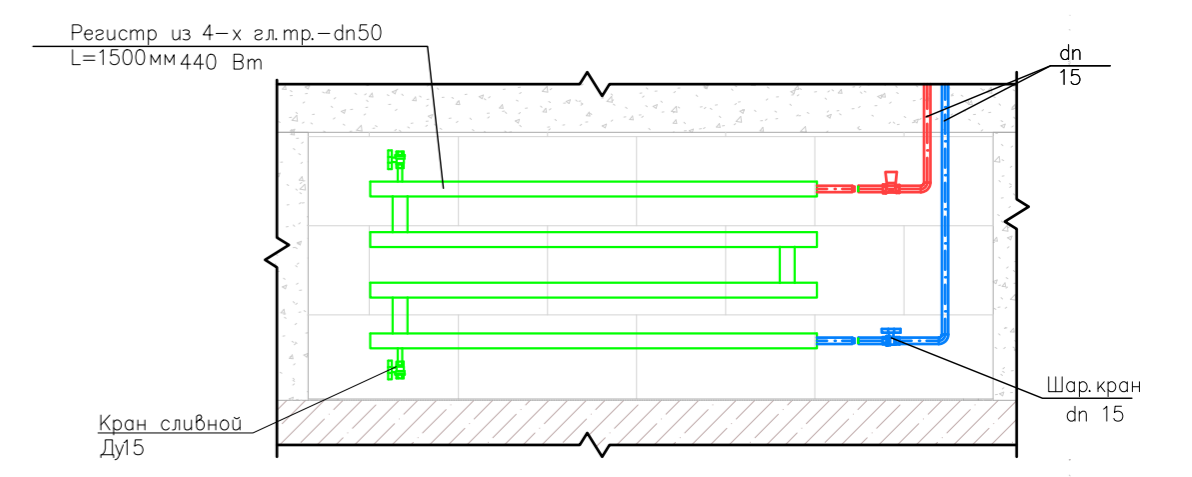 Регистр из 4-х гл.тр.-dn50
L=1500мм 440 Вт
dn
15
Шар.кран
dn 15
Кран сливной
Ду15